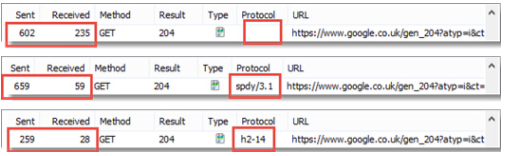 Sent Received Method Result Type Protocol URL
602 235 GET 204 https://www.google.co.uk/gen_204?atyp=i&ct
Sent Received Method Result Type Protocol URL
659 59 GET 204 spdy/3.1 https://www.google.co.uk/gen_204?atyp=i&ct=
Sent Received Method Result Type Protocol URL
259 28 GET 204 h2-14 https://www.google.co.uk/gen_204?atyp=i&ct